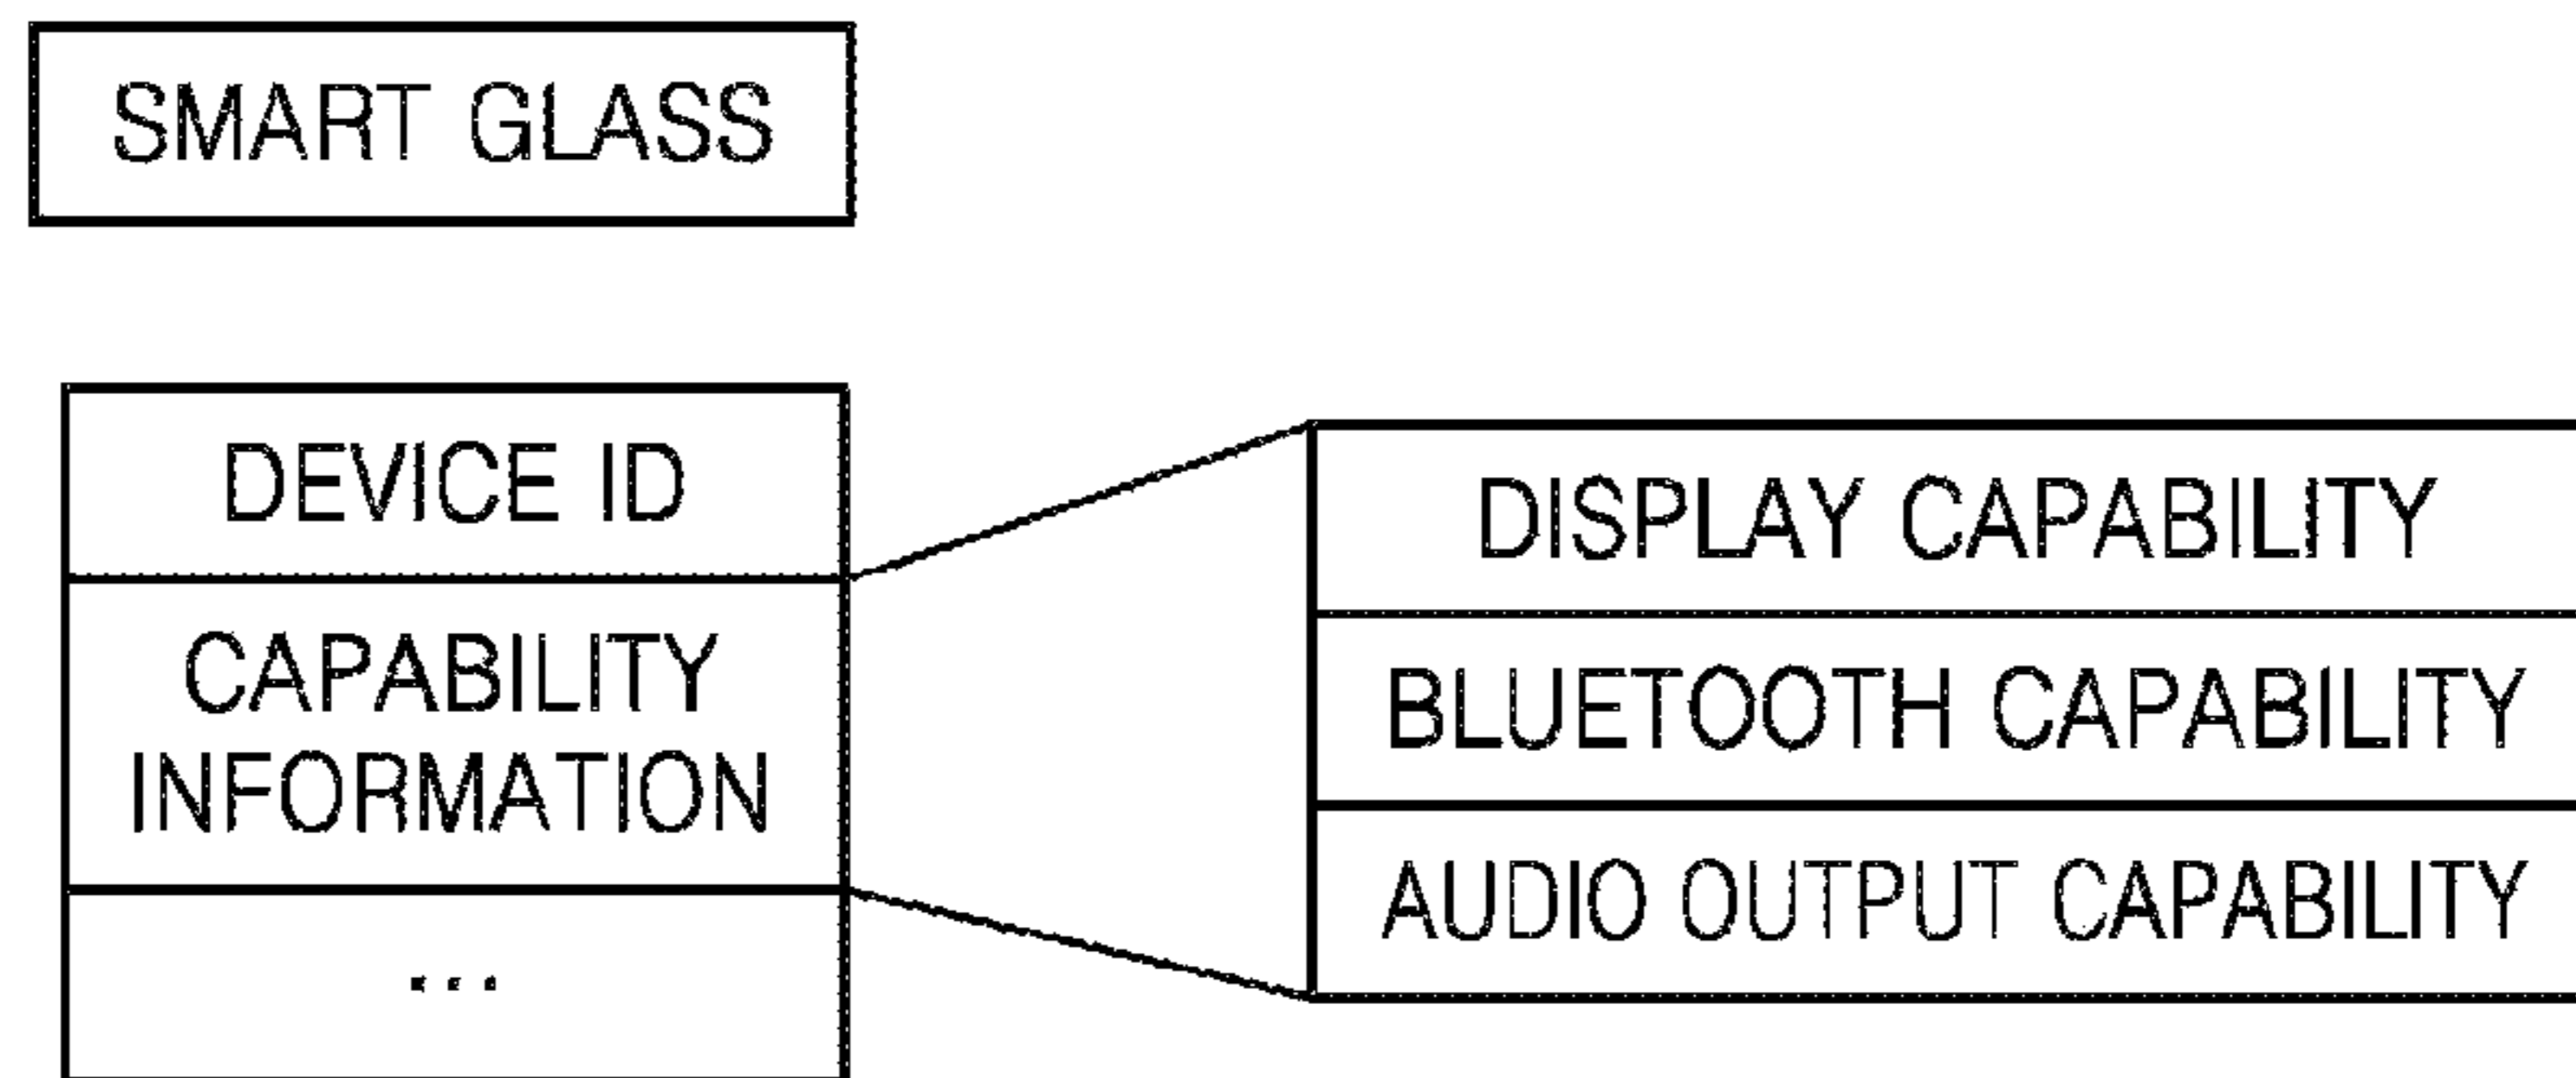 SMART GLASS
DEVICE ID
CAPABILITY
INFORMATION
...
DISPLAY CAPABILITY
BLUETOOTH CAPABILITY
AUDIO OUTPUT CAPABILITY